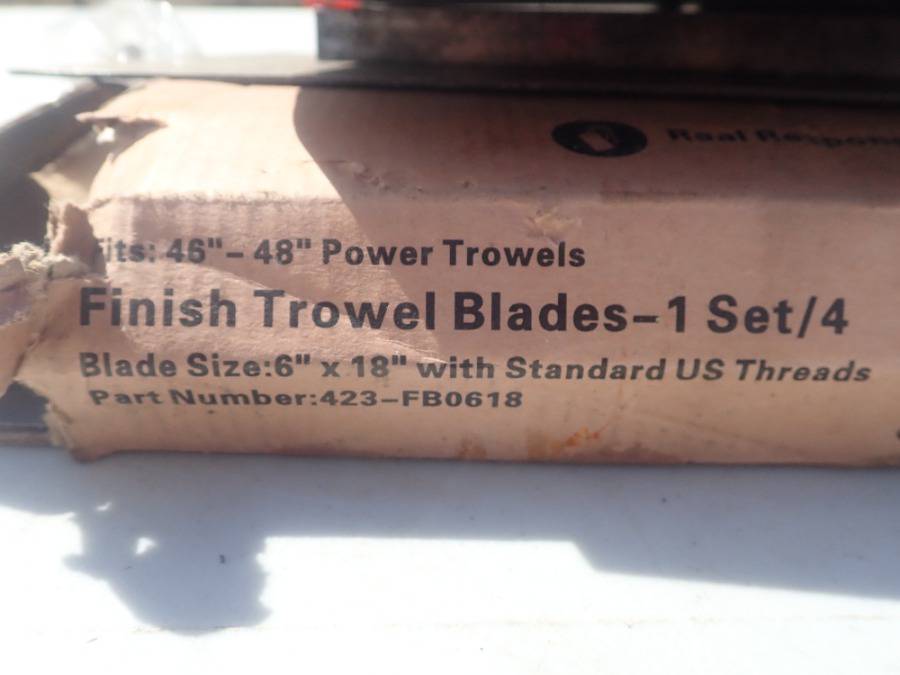 Real
Fits: 46"– 48" Power Trowels
Finish Trowel Blades–1 Set/4
Blade Size:6" x 18" with Standard US Threads
Part Number:423–FB0618